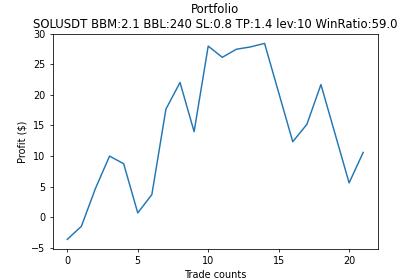 Portfolio
SOLUSDT BBM:2.1 BBL:240 SL:0.8 TP:1.4 lev:10 WinRatio:59.0
30
25
20
15
10
5
0
−5
Profit ($)
0 5 10 15 20
Trade counts